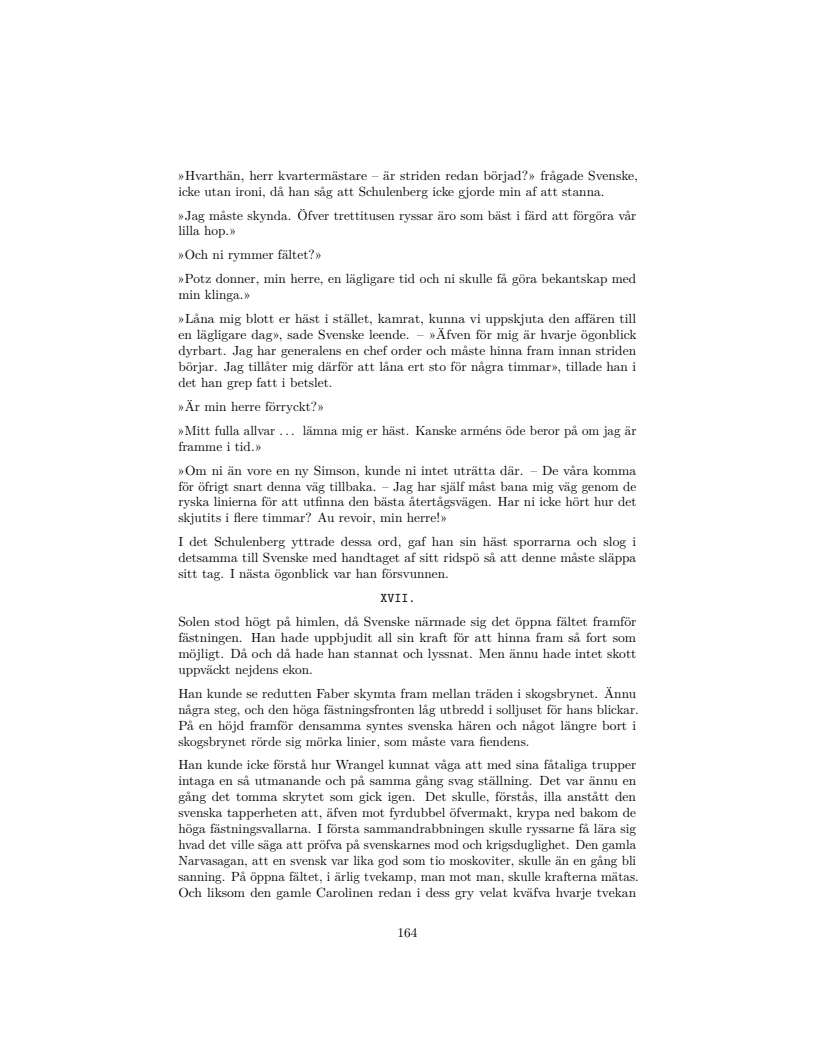 »Hvarthän, herr kvartermästare – är striden redan börjad?» frågade Svenske,
icke utan ironi, då han såg att Schulenberg icke gjorde min af att stanna.
»Jag måste skynda. Öfver trettitusen ryssar äro som bäst i färd att förgöra vår
lilla hop.»
»Och ni rymmer fältet?»
»Potz donner, min herre, en lägligare tid och ni skulle få göra bekantskap med
min klinga.»
»Låna mig blott er häst i stället, kamrat, kunna vi uppskjuta den affären till
en lägligare dag», sade Svenske leende. – »Äfven för mig är hvarje ögonblick
dyrbart. Jag har generalens en chef order och måste hinna fram innan striden
börjar. Jag tillåter mig därför att låna ert sto för några timmar», tillade han i
det han grep fatt i betslet.
»Är min herre förryckt?»
»Mitt fulla allvar ... lämna mig er häst. Kanske arméns öde beror på om jag är
framme i tid.»
»Om ni än vore en ny Simson, kunde ni intet uträtta där. – De våra komma
för öfrigt snart denna väg tillbaka. – Jag har själf måst bana mig väg genom de
ryska linierna för att utfinna den bästa återtågsvägen. Har ni icke hört hur det
skjutits i flere timmar? Au revoir, min herre!»
I det Schulenberg yttrade dessa ord, gaf han sin häst sporrarna och slog i
detsamma till Svenske med handtaget af sitt ridspö så att denne måste släppa
sitt tag. I nästa ögonblick var han försvunnen.
XVII.
Solen stod högt på himlen, då Svenske närmade sig det öppna fältet framför
fästningen. Han hade uppbjudit all sin kraft för att hinna fram så fort som
möjligt. Då och då hade han stannat och lyssnat. Men ännu hade intet skott
uppväckt nejdens ekon.
Han kunde se redutten Faber skymta fram mellan träden i skogsbrynet. Ännu
några steg, och den höga fästningsfronten låg utbredd i solljuset för hans blickar.
På en höjd framför densamma syntes svenska hären och något längre bort i
skogsbrynet rörde sig mörka linier, som måste vara fiendens.
Han kunde icke förstå hur Wrangel kunnat våga att med sina fåtaliga trupper
intaga en så utmanande och på samma gång svag ställning. Det var ännu en
gång det tomma skrytet som gick igen. Det skulle, förstås, illa anstått den
svenska tapperheten att, äfven mot fyrdubbel öfvermakt, krypa ned bakom de
höga fästningsvallarna. I första sammandrabbningen skulle ryssarne få lära sig
hvad det ville säga att pröfva på svenskarnes mod och krigsduglighet. Den gamla
Narvasagan, att en svensk var lika god som tio moskoviter, skulle än en gång bli
sanning. På öppna fältet, i ärlig tvekamp, man mot man, skulle krafterna mätas.
Och liksom den gamle Carolinen redan i dess gry velat kväfva hvarje tvekan
164